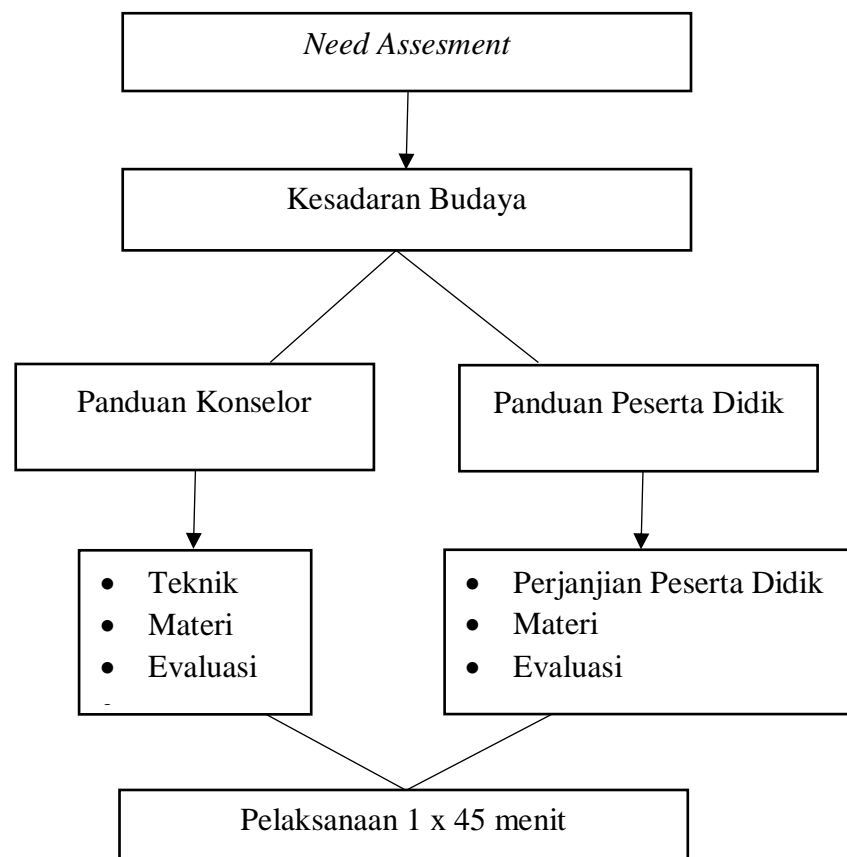 Need Assesment
Kesadaran Budaya
Panduan Konselor
Panduan Peserta Didik
• Teknik
• Materi
• Evaluasi
• Perjanjian Peserta Didik
• Materi
• Evaluasi
Pelaksanaan 1 x 45 menit